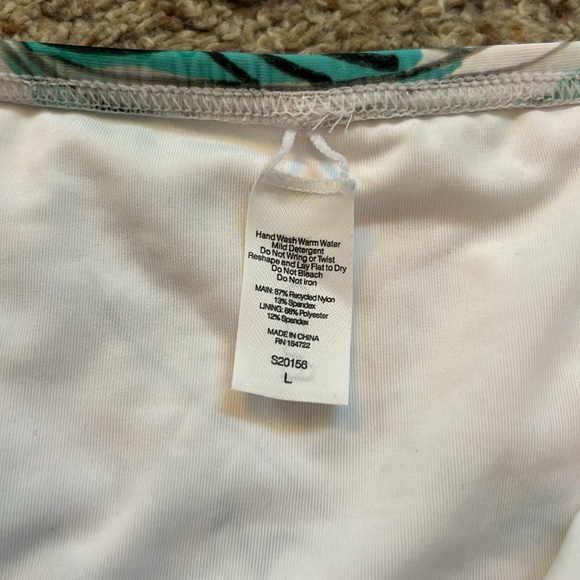 Hand Wash Warm Water
Mild Detergent
Do Not Wring or Twist
Reshape and Lay Flat to Dry
Do Not Bleach
Do Not Iron
MAIN: 87% Recycled Nylon
13% Spandex
LINING: 88% Polyester
12% Spandex
MADE IN CHINA
RN 154722
S20156
L